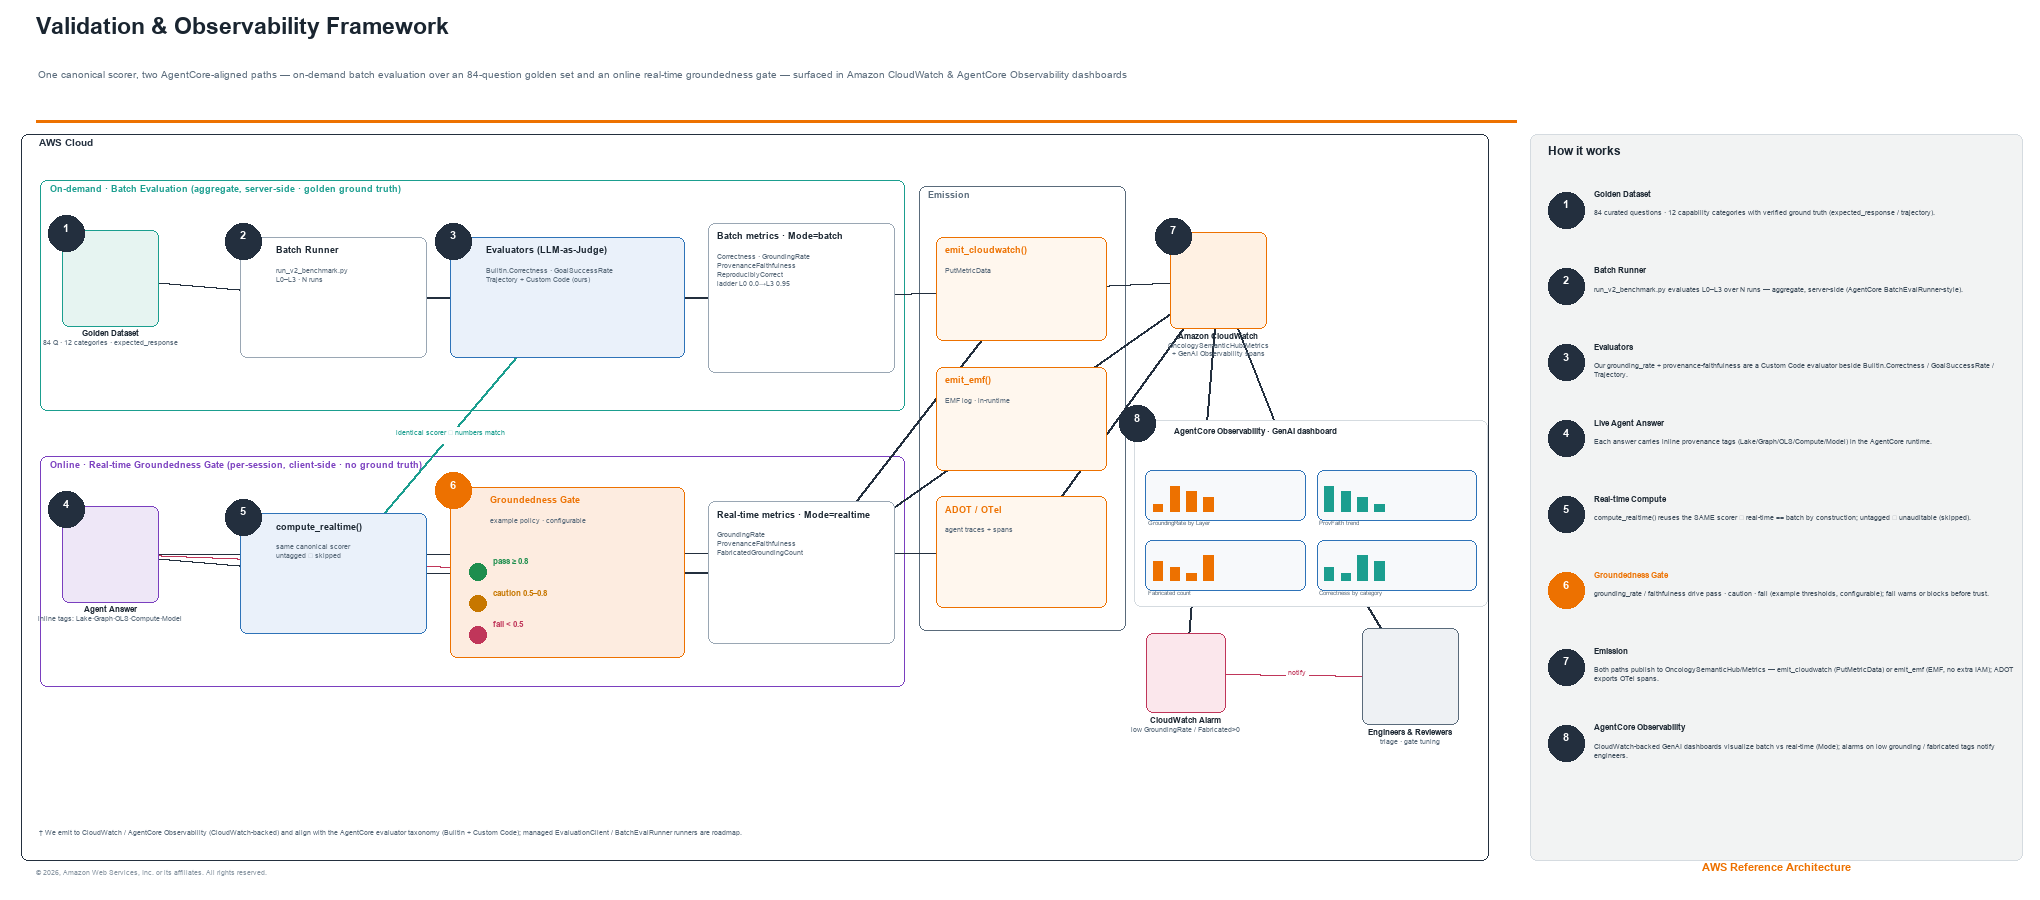 Validation & Observability Framework
One canonical scorer, two AgentCore-aligned paths — on-demand batch evaluation over an 84-question golden set and an online real-time groundedness gate — surfaced in Amazon CloudWatch & AgentCore Observability dashboards
AWS Cloud
On-demand · Batch Evaluation (aggregate, server-side · golden ground truth)
1
Golden Dataset
84 Q · 12 categories · expected_response
2
Batch Runner
run_v2_benchmark.py
L0–L3 · N runs
3
Evaluators (LLM-as-Judge)
Builtin.Correctness · GoalSuccessRate
Trajectory + Custom Code (ours)
Batch metrics · Mode=batch
Correctness · GroundingRate
ProvenanceFaithfulness
ReproduciblyCorrect
ladder L0 0.0→L3 0.95
identical scorer □ numbers match
Online · Real-time Groundedness Gate (per-session, client-side · no ground truth)
4
Agent Answer
inline tags: Lake·Graph·OLS·Compute·Model
5
compute_realtime()
same canonical scorer
untagged □ skipped
6
Groundedness Gate
example policy · configurable
pass ≥ 0.8
caution 0.5–0.8
fail < 0.5
Real-time metrics · Mode=realtime
GroundingRate
ProvenanceFaithfulness
FabricatedGroundingCount
Emission
emit_cloudwatch()
PutMetricData
emit_emf()
EMF log · in-runtime
ADOT / OTel
agent traces + spans
7
Amazon CloudWatch
OncologySemanticHub/Metrics
+ GenAI Observability spans
8
AgentCore Observability · GenAI dashboard
GroundingRate by Layer
ProvFaith trend
Fabricated count
Correctness by category
CloudWatch Alarm
low GroundingRate / Fabricated>0
notify
Engineers & Reviewers
triage · gate tuning
† We emit to CloudWatch / AgentCore Observability (CloudWatch-backed) and align with the AgentCore evaluator taxonomy (Builtin + Custom Code); managed EvaluationClient / BatchEvalRunner runners are roadmap.
© 2026, Amazon Web Services, Inc. or its affiliates. All rights reserved.
How it works
1
Golden Dataset
84 curated questions · 12 capability categories with verified ground truth (expected_response / trajectory).
2
Batch Runner
run_v2_benchmark.py evaluates L0–L3 over N runs — aggregate, server-side (AgentCore BatchEvalRunner-style).
3
Evaluators
Our grounding_rate + provenance-faithfulness are a Custom Code evaluator beside Builtin.Correctness / GoalSuccessRate /
Trajectory.
4
Live Agent Answer
Each answer carries inline provenance tags (Lake/Graph/OLS/Compute/Model) in the AgentCore runtime.
5
Real-time Compute
compute_realtime() reuses the SAME scorer □ real-time == batch by construction; untagged □ unauditable (skipped).
6
Groundedness Gate
grounding_rate / faithfulness drive pass · caution · fail (example thresholds, configurable); fail warns or blocks before trust.
7
Emission
Both paths publish to OncologySemanticHub/Metrics — emit_cloudwatch (PutMetricData) or emit_emf (EMF, no extra IAM); ADOT
exports OTel spans.
8
AgentCore Observability
CloudWatch-backed GenAI dashboards visualize batch vs real-time (Mode); alarms on low grounding / fabricated tags notify
engineers.
AWS Reference Architecture